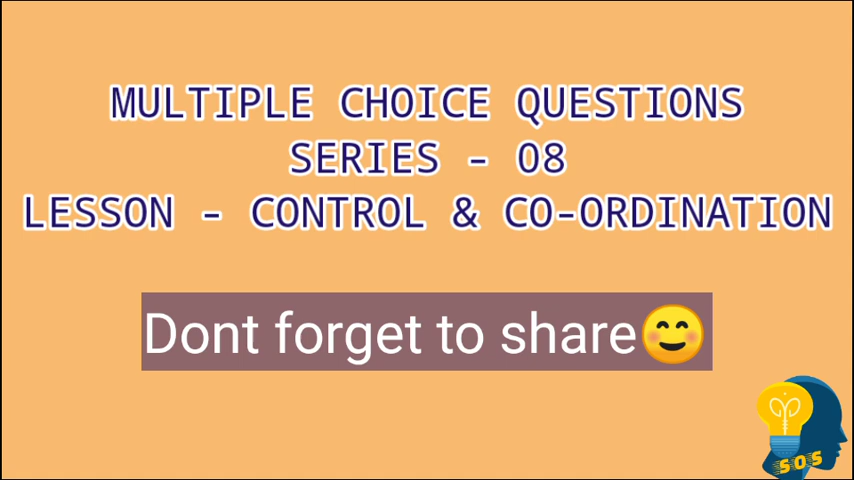 MULTIPLE CHOICE QUESTIONS
SERIES - 08
LESSON - CONTROL & CO-ORDINATION
Dont forget to share😊
SOS